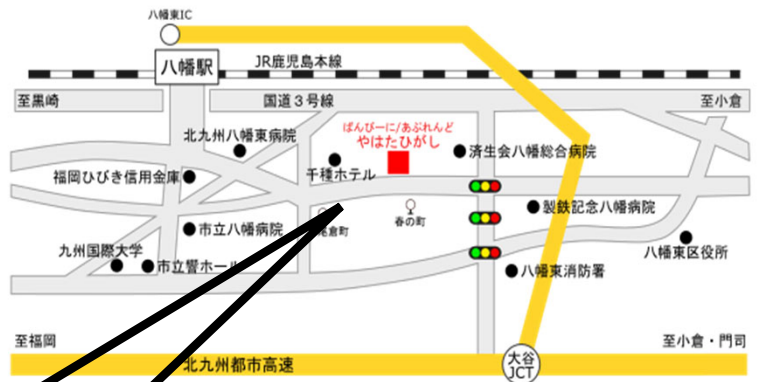 八幡東IC
八幡駅
JR鹿児島本線
至黒崎
国道3号線
至小倉
ばんびーに/あぶれんど
やはたひがし
北九州八幡東病院
千種ホテル
済生会八幡総合病院
福岡ひびき信用金庫
製鉄記念八幡病院
春の町
尾倉町
市立八幡病院
八幡東区役所
九州国際大学
市立響ホール
八幡東消防署
至福岡
至小倉・門司
北九州都市高速
大谷
JCT